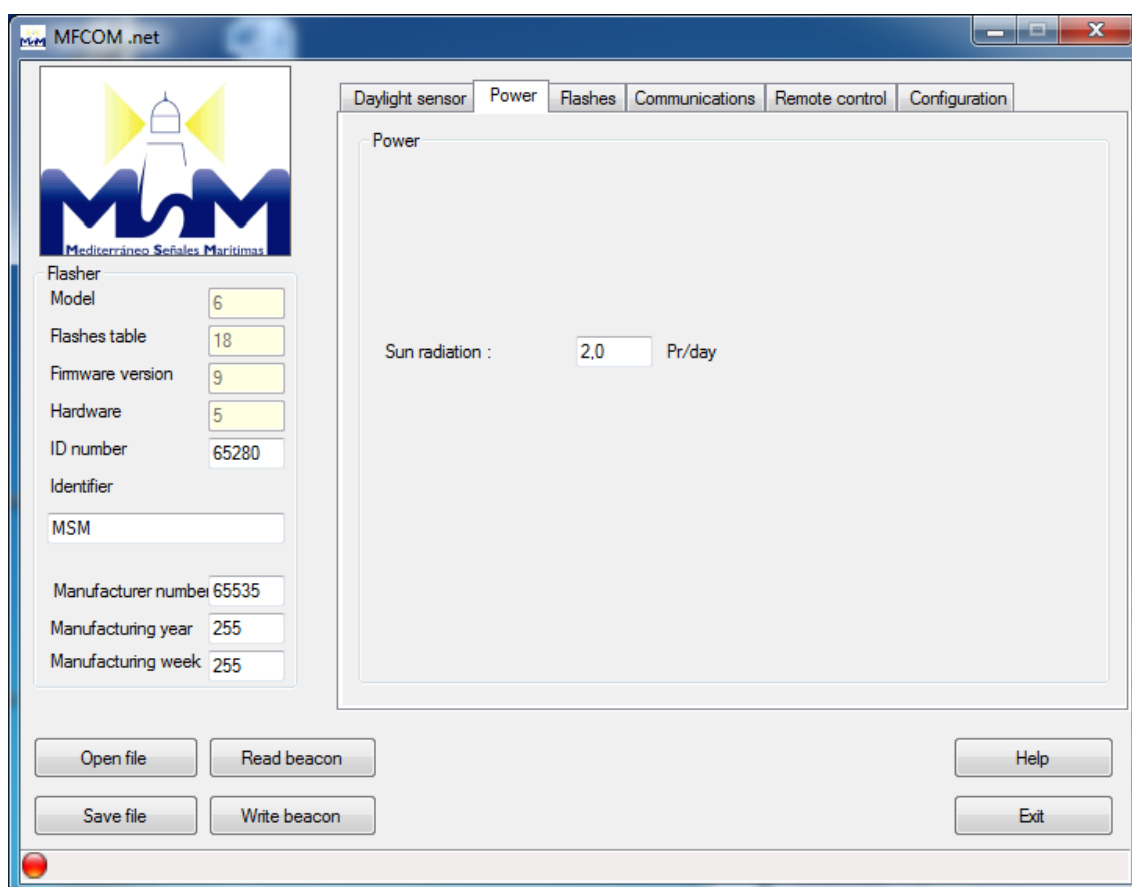 MSM MFCOM .net
MSM
Mediterráneo Señales Marítimas
Daylight sensor Power Flashes Communications Remote control Configuration
Flasher
Model 6
Flashes table 18
Firmware version 9
Hardware 5
ID number 65280
Identifier
MSM
Manufacturer number 65535
Manufacturing year 255
Manufacturing week 255
Power
Sun radiation : 2,0 Pr/day
Open file Read beacon Help
Save file Write beacon Exit